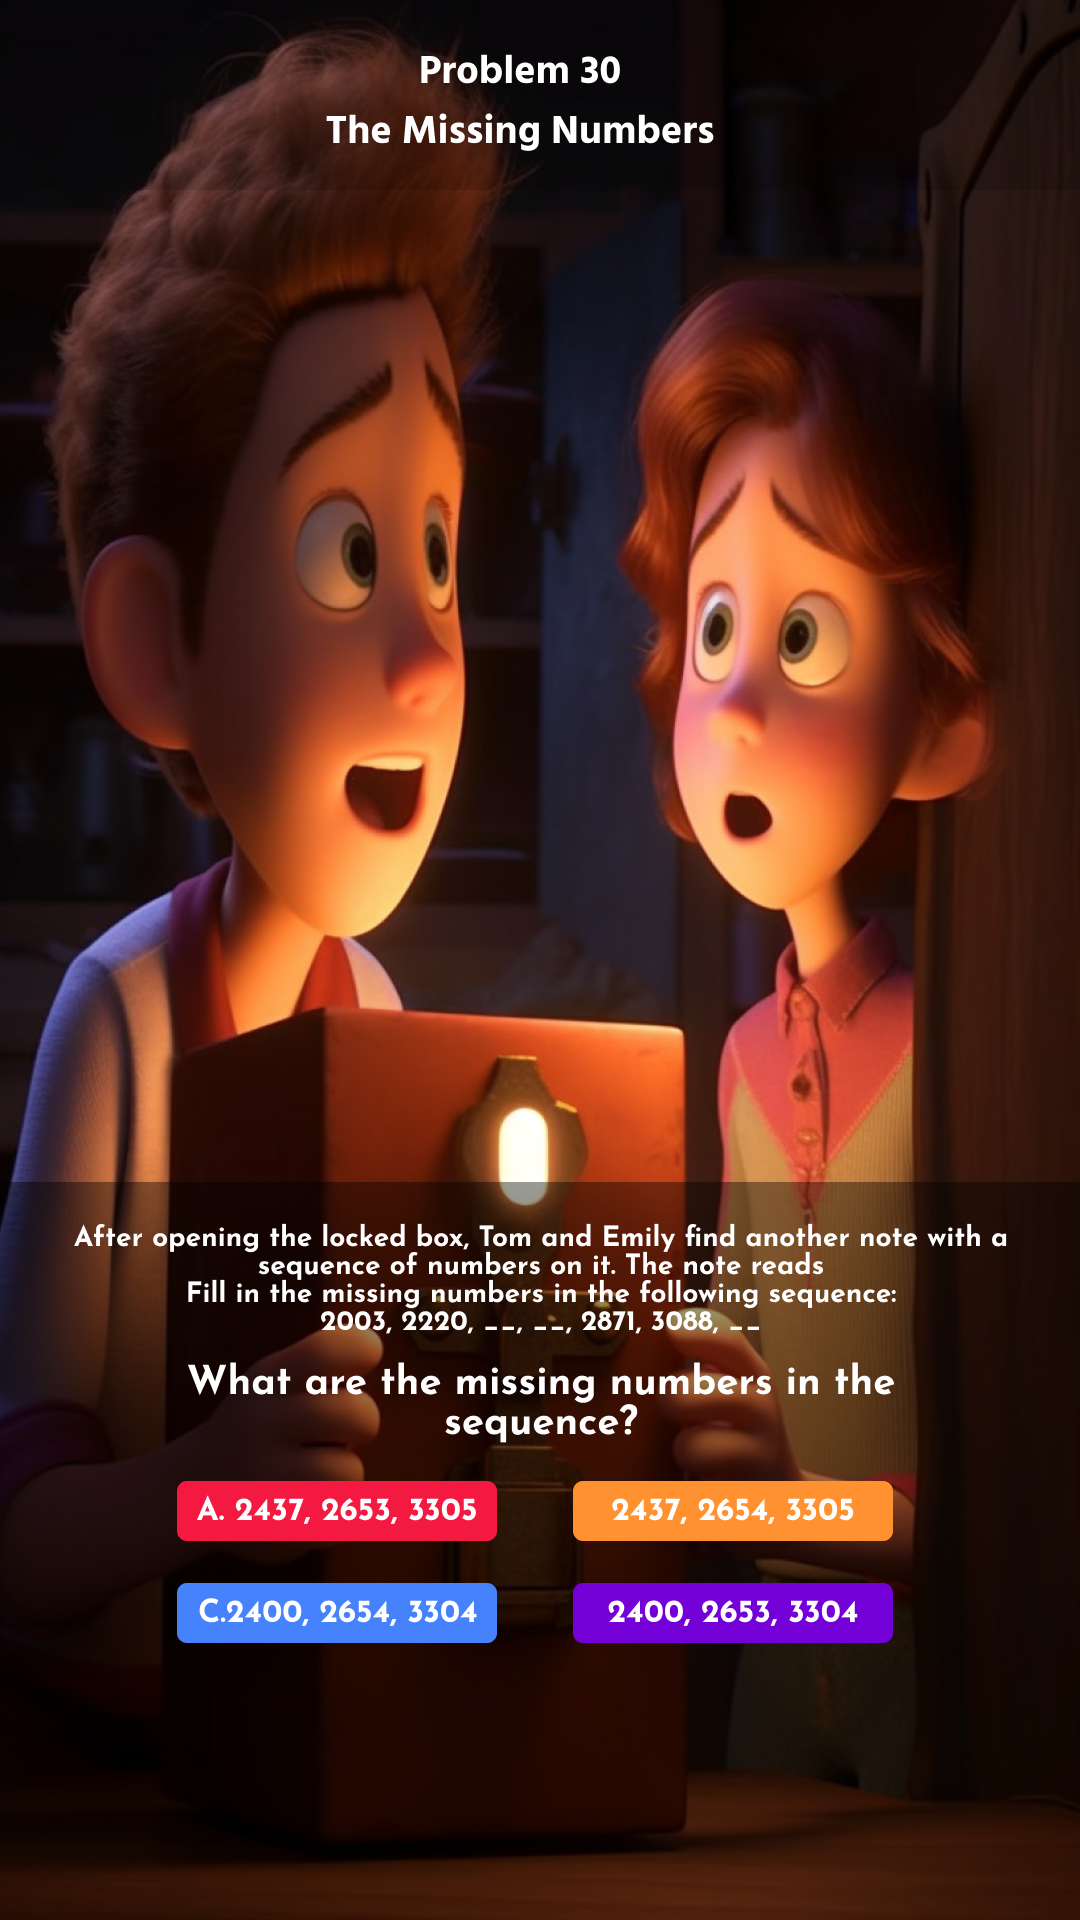 Problem 30
The Missing Numbers
After opening the locked box, Tom and Emily find another note with a
sequence of numbers on it. The note reads
Fill in the missing numbers in the following sequence:
2003, 2220, __, __, 2871, 3088, __
What are the missing numbers in the
sequence?
A. 2437, 2653, 3305
2437, 2654, 3305
C.2400, 2654, 3304
2400, 2653, 3304